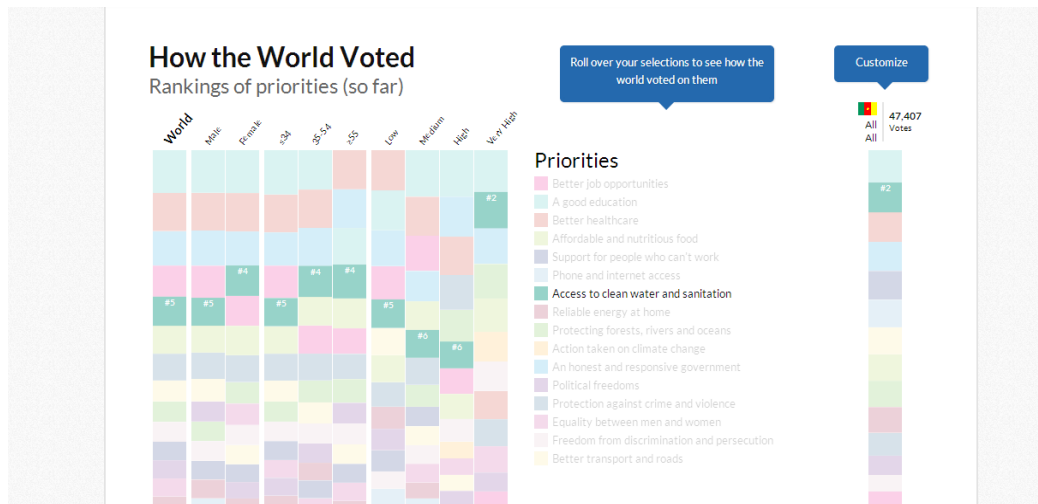 How the World Voted
Rankings of priorities (so far)
Roll over your selections to see how the
world voted on them
Customize
47,407
Votes
All
All
World
Male
Female
≤34
35-54
≥55
Low
Medium
High
Very High
Priorities
Better job opportunities
A good education
Better healthcare
Affordable and nutritious food
Support for people who can't work
Phone and internet access
Access to clean water and sanitation
Reliable energy at home
Protecting forests, rivers and oceans
Action taken on climate change
An honest and responsive government
Political freedoms
Protection against crime and violence
Equality between men and women
Freedom from discrimination and persecution
Better transport and roads
#2
#2
#4
#4
#4
#5
#5
#5
#5
#6
#6